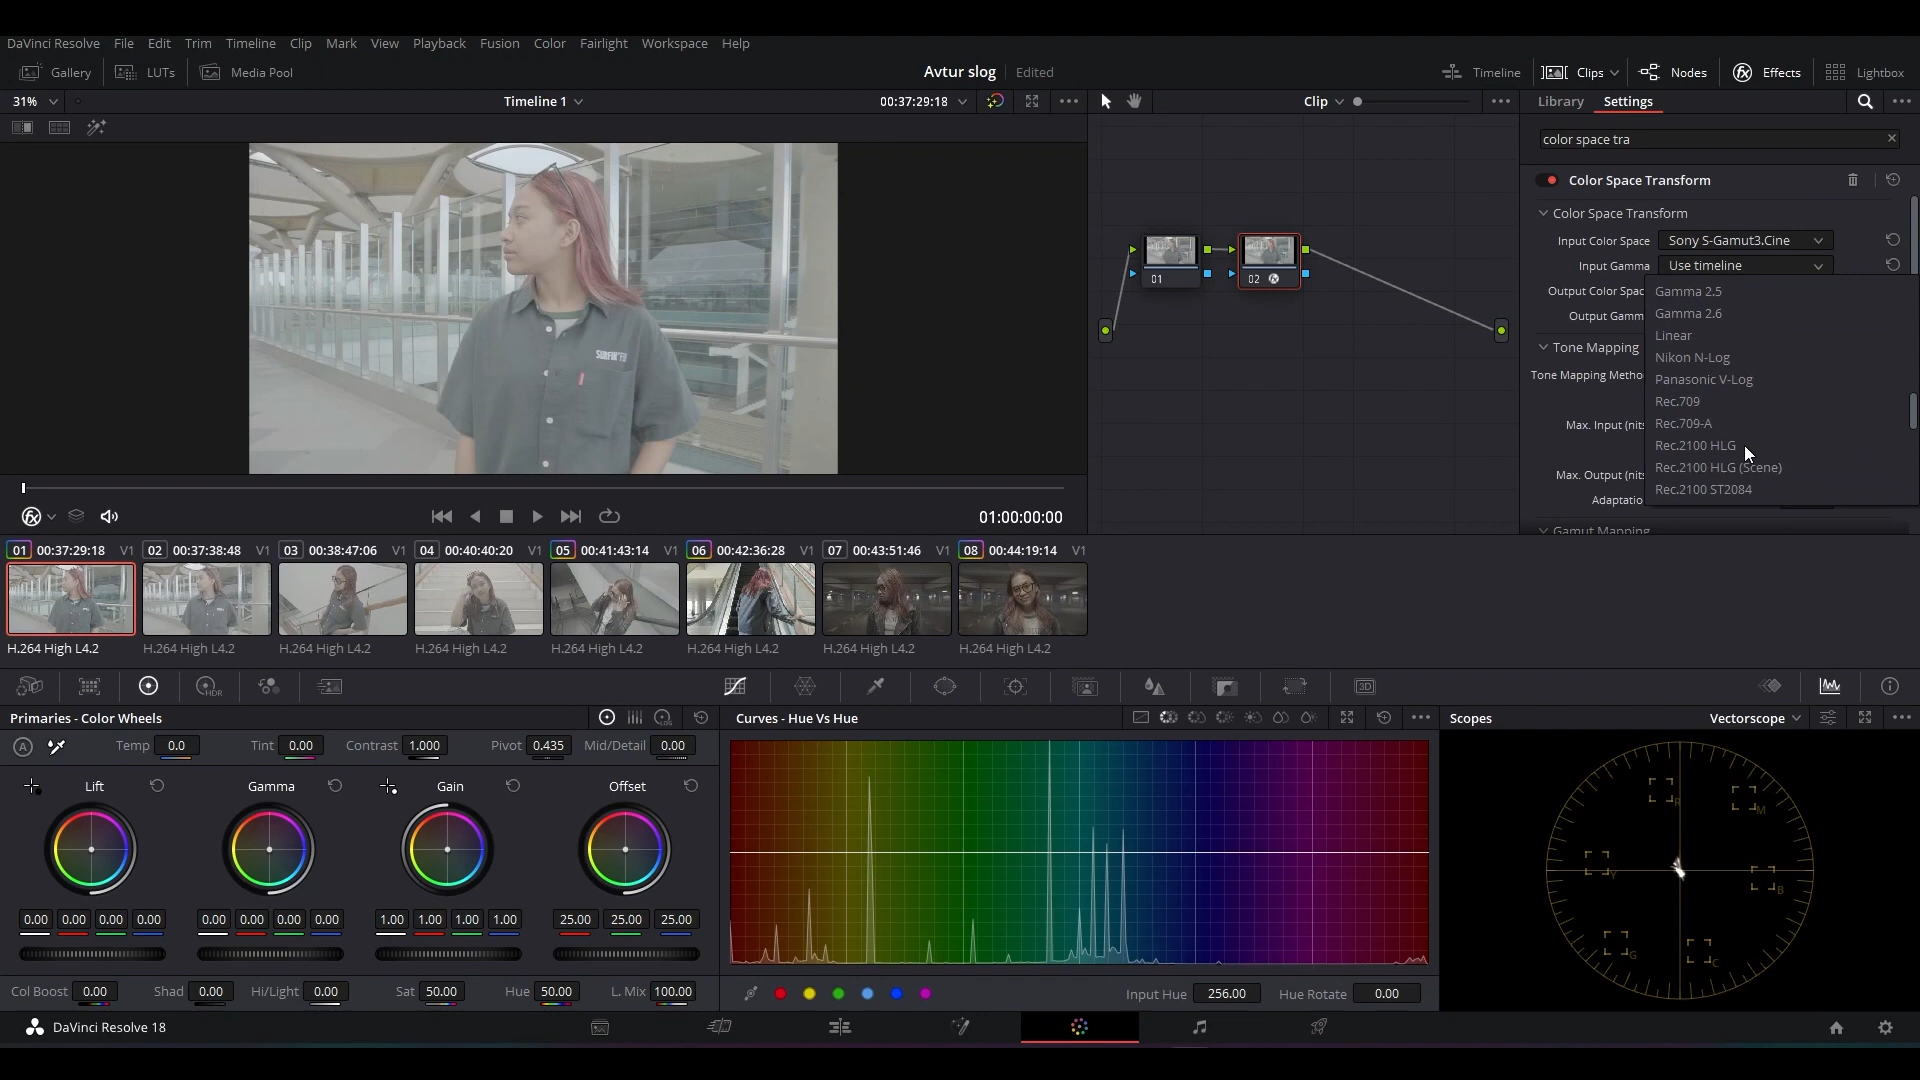 DaVinci Resolve File Edit Trim Timeline Clip Mark View Playback Fusion Color Fairlight Workspace Help
Gallery LUTs Media Pool Avtur slog Edited Timeline Clips Nodes Effects Lightbox
31% Timeline 1 00:37:29:18 Clip Library Settings
color space tra
Color Space Transform
Color Space Transform
Input Color Space Sony S-Gamut3.Cine
Input Gamma Use timeline
Output Color Spac
Output Gamm
Tone Mapping
Tone Mapping Metho
Max. Input (nit
Max. Output (nit
Adaptatio
Gamut Mapping
Gamma 2.5
Gamma 2.6
Linear
Nikon N-Log
Panasonic V-Log
Rec.709
Rec.709-A
Rec.2100 HLG
Rec.2100 HLG (Scene)
Rec.2100 ST2084
01 02
01:00:00:00
01 00:37:29:18 V1 02 00:37:38:48 V1 03 00:38:47:06 V1 04 00:40:40:20 V1 05 00:41:43:14 V1 06 00:42:36:28 V1 07 00:43:51:46 V1 08 00:44:19:14 V1
H.264 High L4.2 H.264 High L4.2 H.264 High L4.2 H.264 High L4.2 H.264 High L4.2 H.264 High L4.2 H.264 High L4.2 H.264 High L4.2
HDR 3D
Primaries - Color Wheels LOG Curves - Hue Vs Hue Scopes Vectorscope
A Temp 0.0 Tint 0.00 Contrast 1.000 Pivot 0.435 Mid/Detail 0.00
Lift Gamma Gain Offset
R M
Y B
G C
0.00 0.00 0.00 0.00 0.00 0.00 0.00 0.00 1.00 1.00 1.00 1.00 25.00 25.00 25.00
Col Boost 0.00 Shad 0.00 Hi/Light 0.00 Sat 50.00 Hue 50.00 L. Mix 100.00 Input Hue 256.00 Hue Rotate 0.00
DaVinci Resolve 18